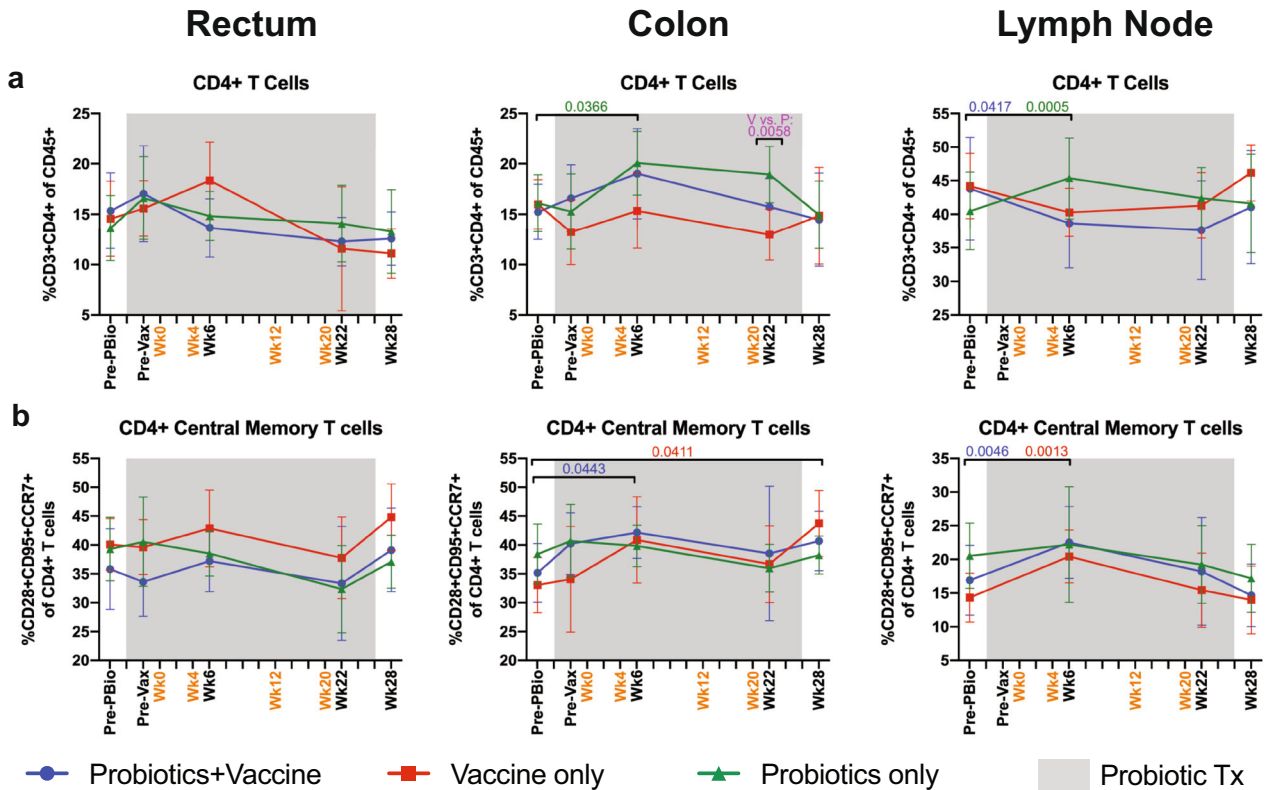 Rectum
Colon
Lymph Node
a
CD4+ T Cells
%CD3+CD4+ of CD45+
25
20
15
10
5
Pre-PBio
Pre-Vax
Wk0
Wk4
Wk6
Wk12
Wk20
Wk22
Wk28
CD4+ T Cells
0.0366
V vs. P:
0.0058
%CD3+CD4+ of CD45+
25
20
15
10
5
Pre-PBio
Pre-Vax
Wk0
Wk4
Wk6
Wk12
Wk20
Wk22
Wk28
CD4+ T Cells
0.0417 0.0005
%CD3+CD4+ of CD45+
55
50
45
40
35
30
25
Pre-PBio
Pre-Vax
Wk0
Wk4
Wk6
Wk12
Wk20
Wk22
Wk28
b
CD4+ Central Memory T cells
%CD28+CD95+CCR7+
of CD4+ T cells
55
50
45
40
35
30
25
20
Pre-PBio
Pre-Vax
Wk0
Wk4
Wk6
Wk12
Wk20
Wk22
Wk28
CD4+ Central Memory T cells
0.0411
0.0443
%CD28+CD95+CCR7+
of CD4+ T cells
55
50
45
40
35
30
25
20
Pre-PBio
Pre-Vax
Wk0
Wk4
Wk6
Wk12
Wk20
Wk22
Wk28
CD4+ Central Memory T cells
0.0046 0.0013
%CD28+CD95+CCR7+
of CD4+ T cells
35
30
25
20
15
10
5
Pre-PBio
Pre-Vax
Wk0
Wk4
Wk6
Wk12
Wk20
Wk22
Wk28
Probiotics+Vaccine
Vaccine only
Probiotics only
Probiotic Tx